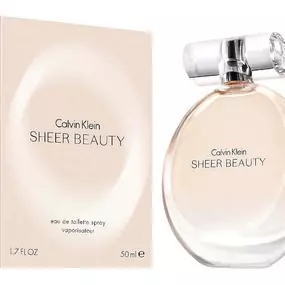 Calvin Klein
SHEER BEAUTY
eau de toilette spray
vaporisateur
1.7 FL OZ 50 ml e
Calvin Klein
SHEER BEAUTY